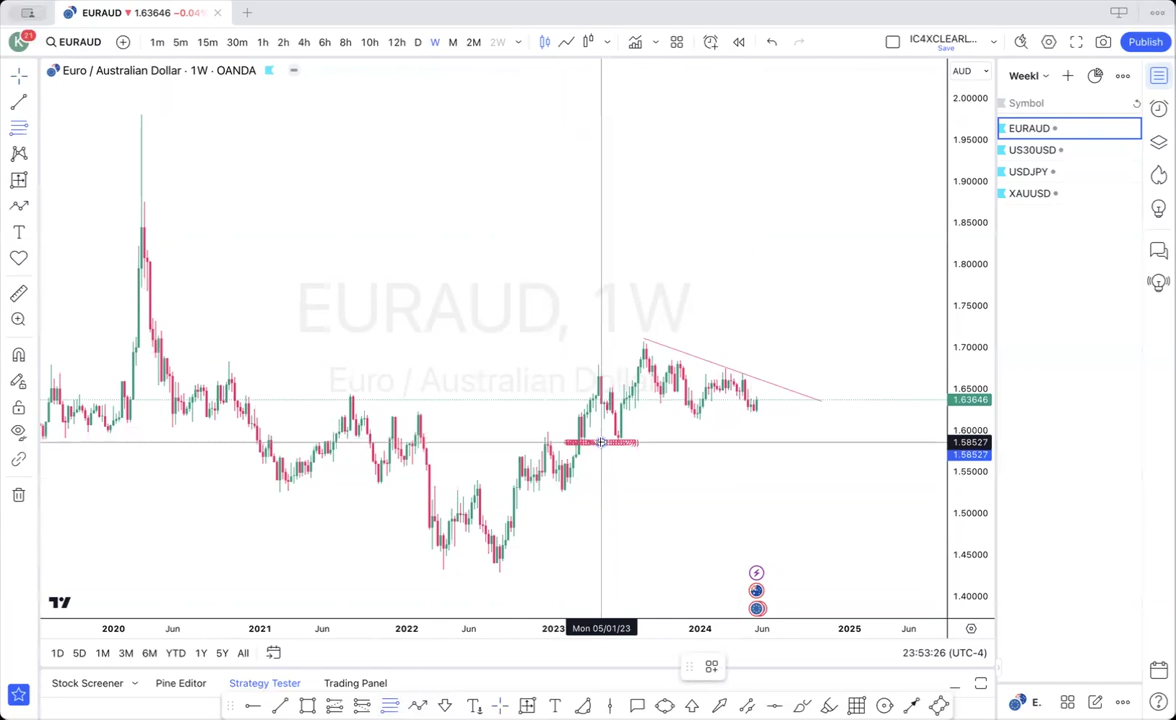 EURAUD ▼ 1.63646 −0.04%
K 21 EURAUD 1m 5m 15m 30m 1h 2h 4h 6h 8h 10h 12h D W M 2M 2W IC4XCLEARL... Save Publish
Euro / Australian Dollar · 1W · OANDA
AUD
Weekl
Symbol
EURAUD
US30USD
USDJPY
XAUUSD
EURAUD, 1W
Euro / Australian Dollar
2.00000
1.95000
1.90000
1.85000
1.80000
1.75000
1.70000
1.65000
1.63646
1.60000
1.58527
1.58527
1.55000
1.50000
1.45000
1.40000
2020 Jun 2021 Jun 2022 Jun 2023 Mon 05/01/23 2024 Jun 2025 Jun
1D 5D 1M 3M 6M YTD 1Y 5Y All 23:53:26 (UTC-4)
Stock Screener Pine Editor Strategy Tester Trading Panel
E.